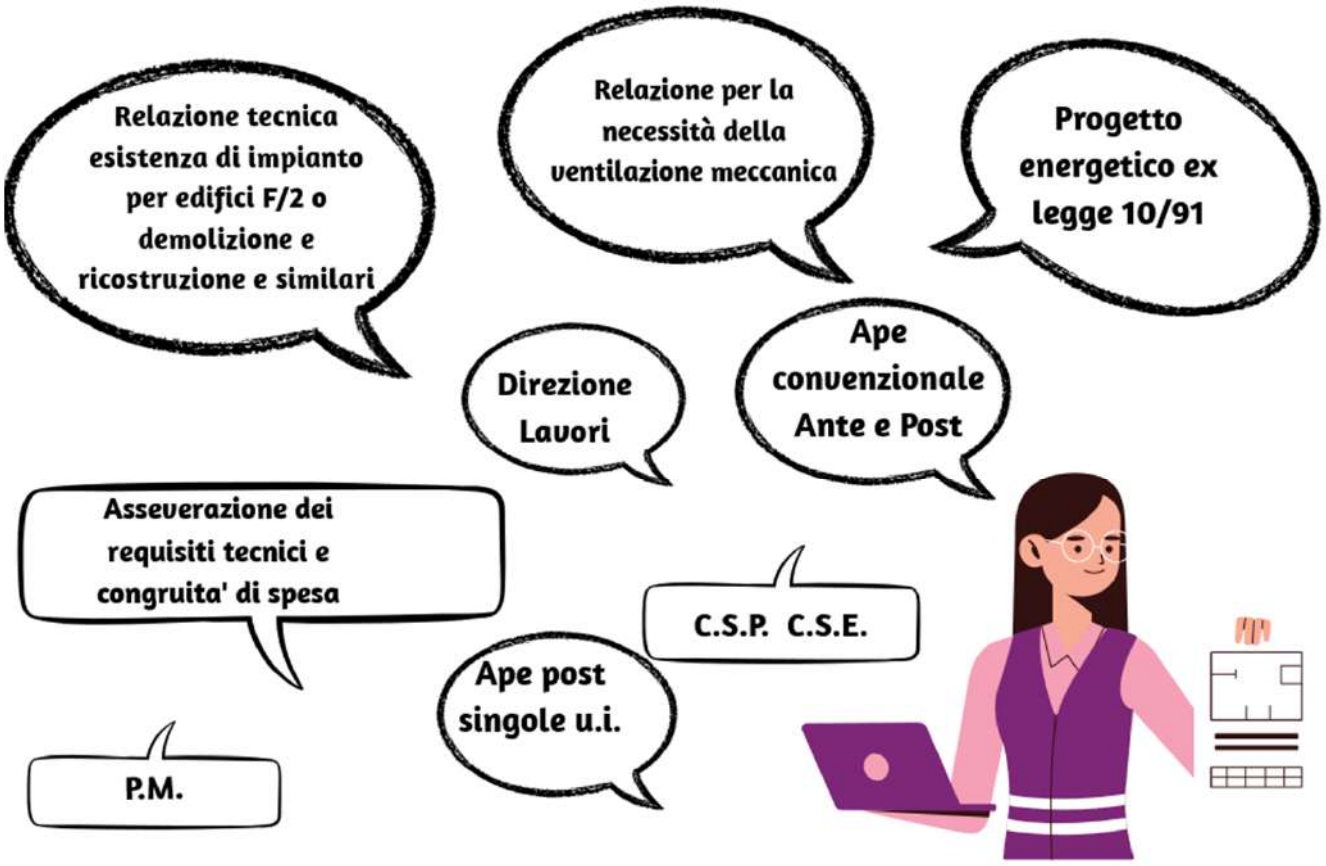 Relazione tecnica
esistenza di impianto
per edifici F/2 o
demolizione e
ricostruzione e similari
Relazione per la
necessità della
ventilazione meccanica
Progetto
energetico ex
legge 10/91
Direzione
Lavori
Ape
convenzionale
Ante e Post
Asseverazione dei
requisiti tecnici e
congruita' di spesa
C.S.P. C.S.E.
Ape post
singole u.i.
P.M.